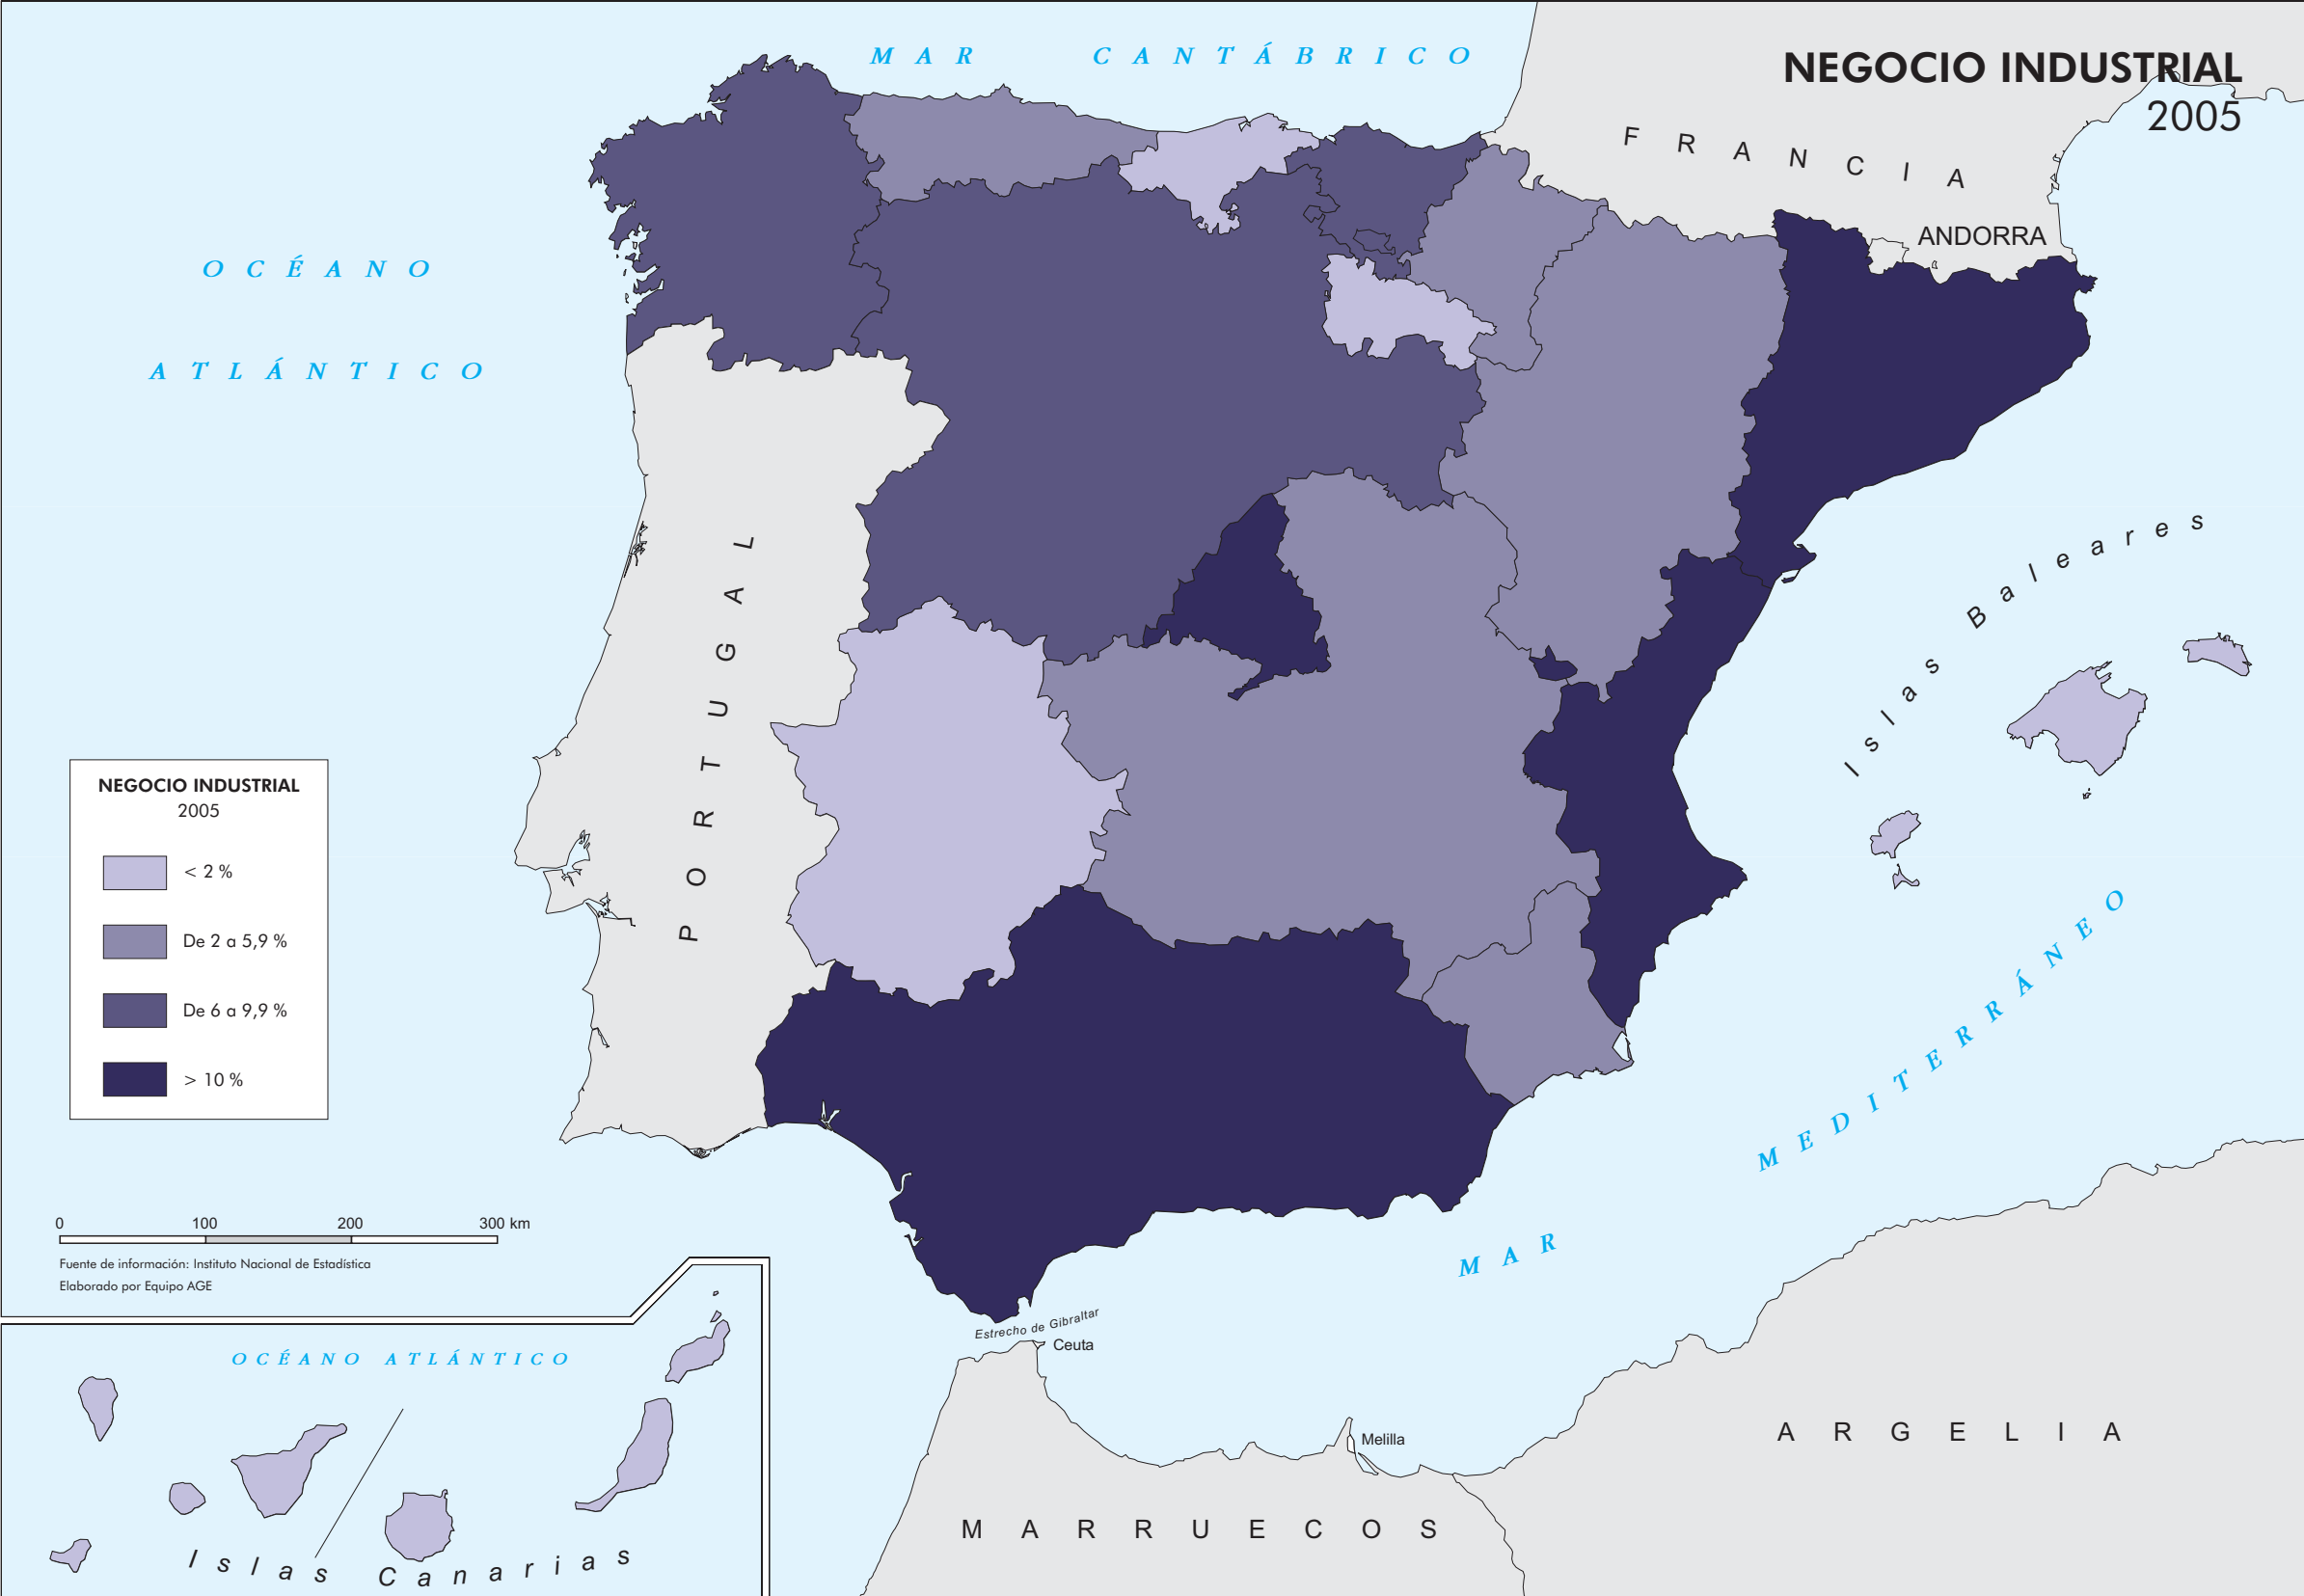 MAR CANTÁBRICO
NEGOCIO INDUSTRIAL
2005
FRANCIA
ANDORRA
OCÉANO
ATLÁNTICO
PORTUGAL
Islas Baleares
NEGOCIO INDUSTRIAL
2005
< 2 %
De 2 a 5,9 %
De 6 a 9,9 %
> 10 %
MAR MEDITERRÁNEO
0 100 200 300 km
Fuente de información: Instituto Nacional de Estadística
Elaborado por Equipo AGE
Estrecho de Gibraltar
Ceuta
OCÉANO ATLÁNTICO
Melilla
ARGELIA
MARRUECOS
Islas Canarias